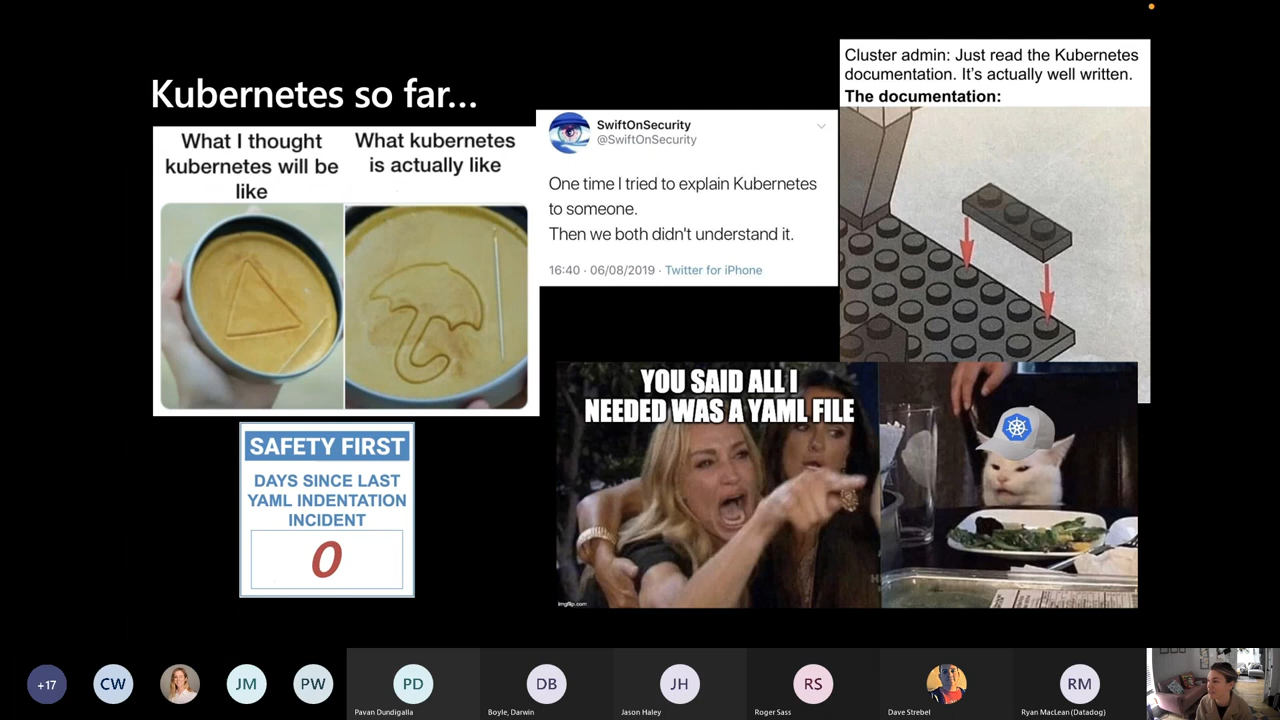 Kubernetes so far...
What I thought
kubernetes will be
like
What kubernetes
is actually like
SwiftOnSecurity
@SwiftOnSecurity
One time I tried to explain Kubernetes
to someone.
Then we both didn't understand it.
16:40 · 06/08/2019 · Twitter for iPhone
Cluster admin: Just read the Kubernetes
documentation. It's actually well written.
The documentation:
SAFETY FIRST
DAYS SINCE LAST
YAML INDENTATION
INCIDENT
0
YOU SAID ALL I
NEEDED WAS A YAML FILE
imgflip.com
+17
CW
JM
PW
PD
Pavan Dundigalla
DB
Boyle, Darwin
JH
Jason Haley
RS
Roger Sass
Dave Strebel
RM
Ryan MacLean (Datadog)